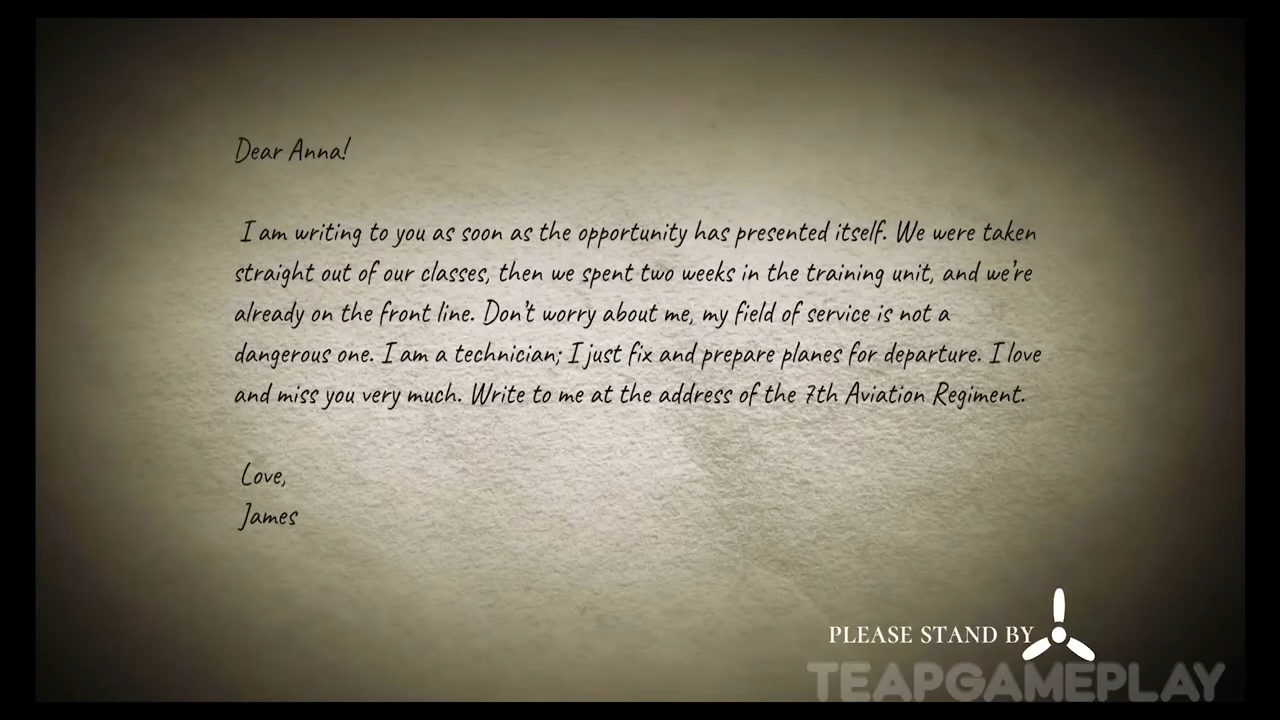 Dear Anna!
I am writing to you as soon as the opportunity has presented itself. We were taken
straight out of our classes, then we spent two weeks in the training unit, and we're
already on the front line. Don't worry about me, my field of service is not a
dangerous one. I am a technician; I just fix and prepare planes for departure. I love
and miss you very much. Write to me at the address of the 7th Aviation Regiment.
Love,
James
PLEASE STAND BY
TEAPGAMEPLAY